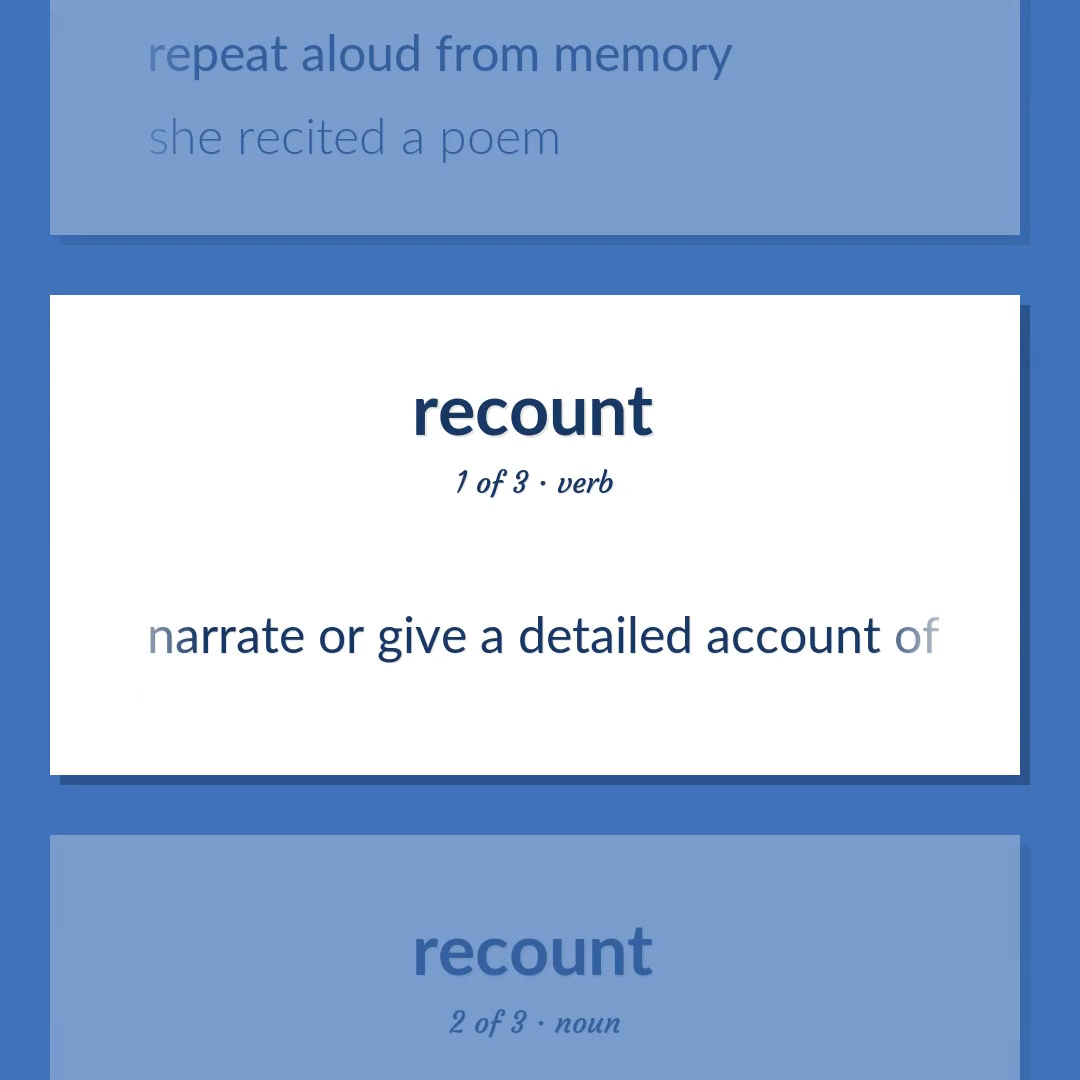 repeat aloud from memory
she recited a poem
recount
1 of 3 · verb
narrate or give a detailed account of
recount
2 of 3 · noun